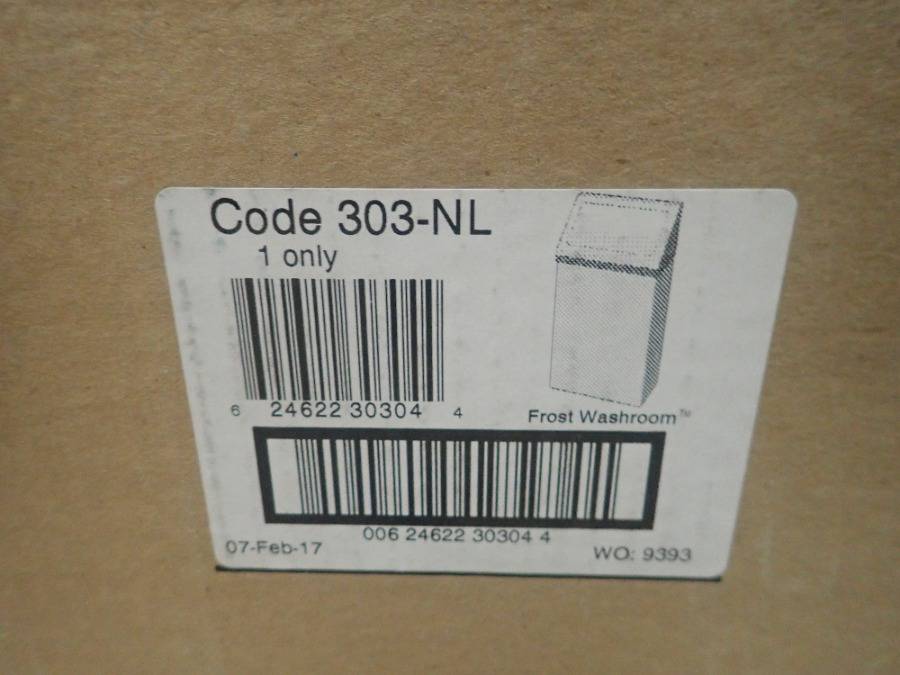 Code 303-NL
1 only
6 24622 30304 4
Frost Washroom™
006 24622 30304 4
07-Feb-17
WO: 9393